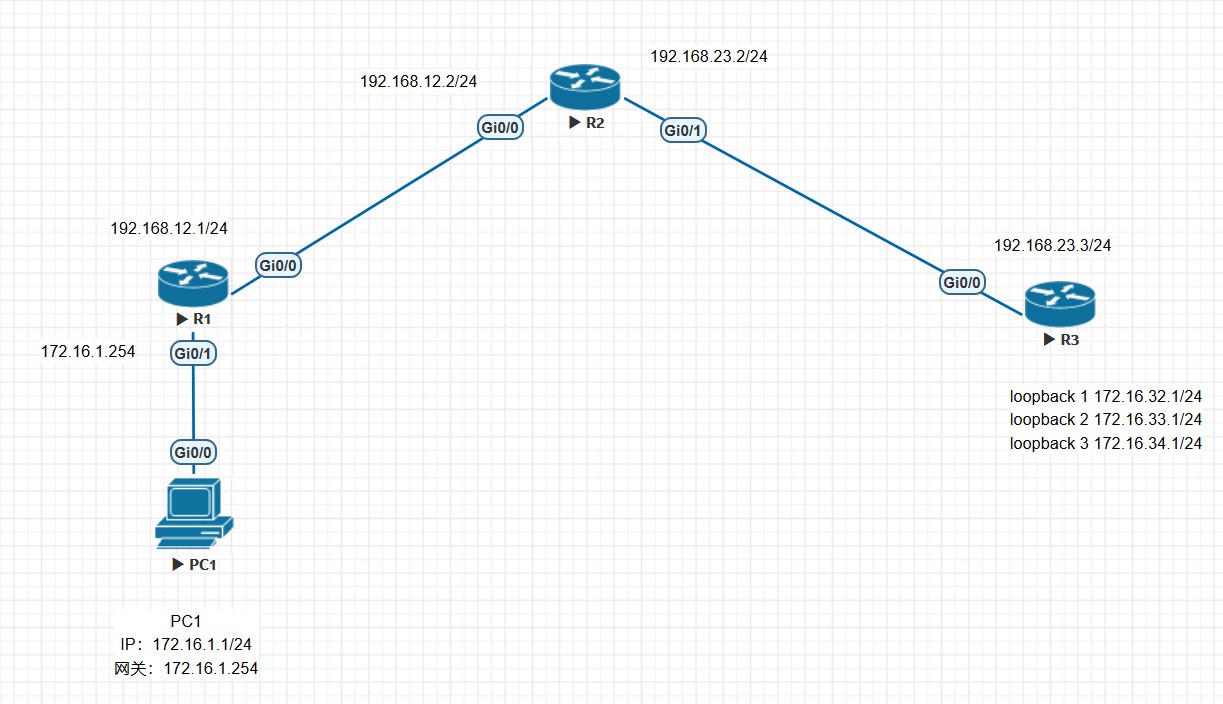 192.168.23.2/24
192.168.12.2/24
Gi0/0
R2
Gi0/1
192.168.12.1/24
Gi0/0
192.168.23.3/24
Gi0/0
R1
R3
172.16.1.254
Gi0/1
loopback 1 172.16.32.1/24
loopback 2 172.16.33.1/24
loopback 3 172.16.34.1/24
Gi0/0
PC1
PC1
IP：172.16.1.1/24
网关：172.16.1.254